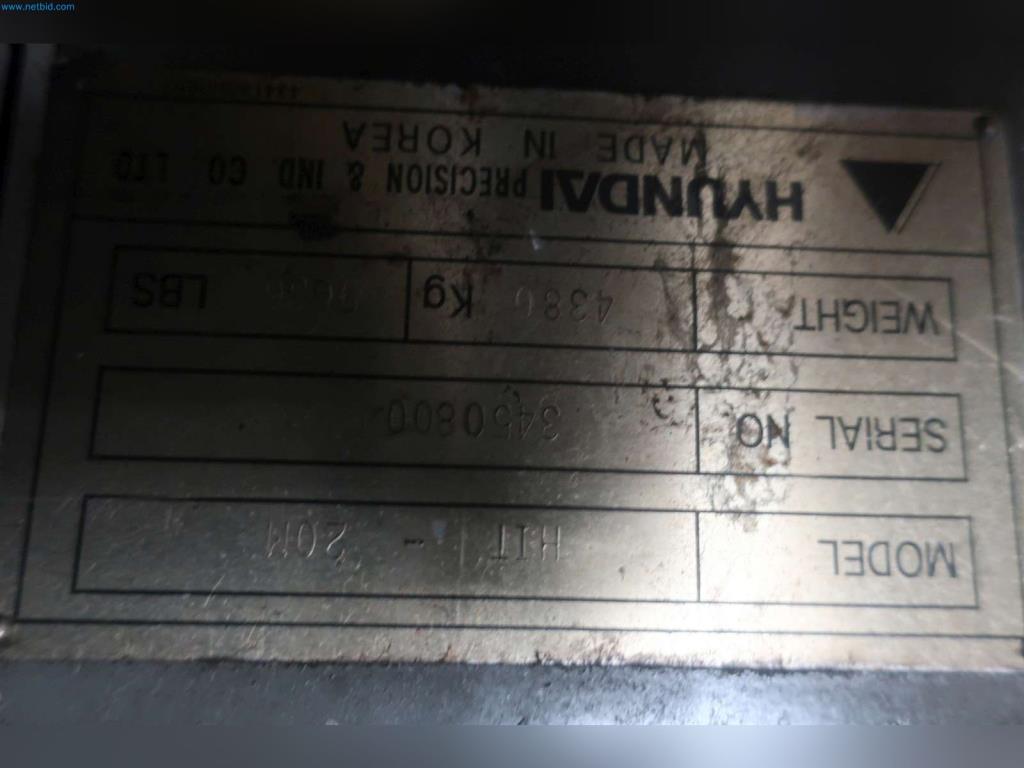 www.netbid.com
MODEL HIT - 20M
SERIAL NO 3450800
WEIGHT 4380 Kg LBS
HYUNDAI PRECISION & IND. CO. LTD
MADE IN KOREA